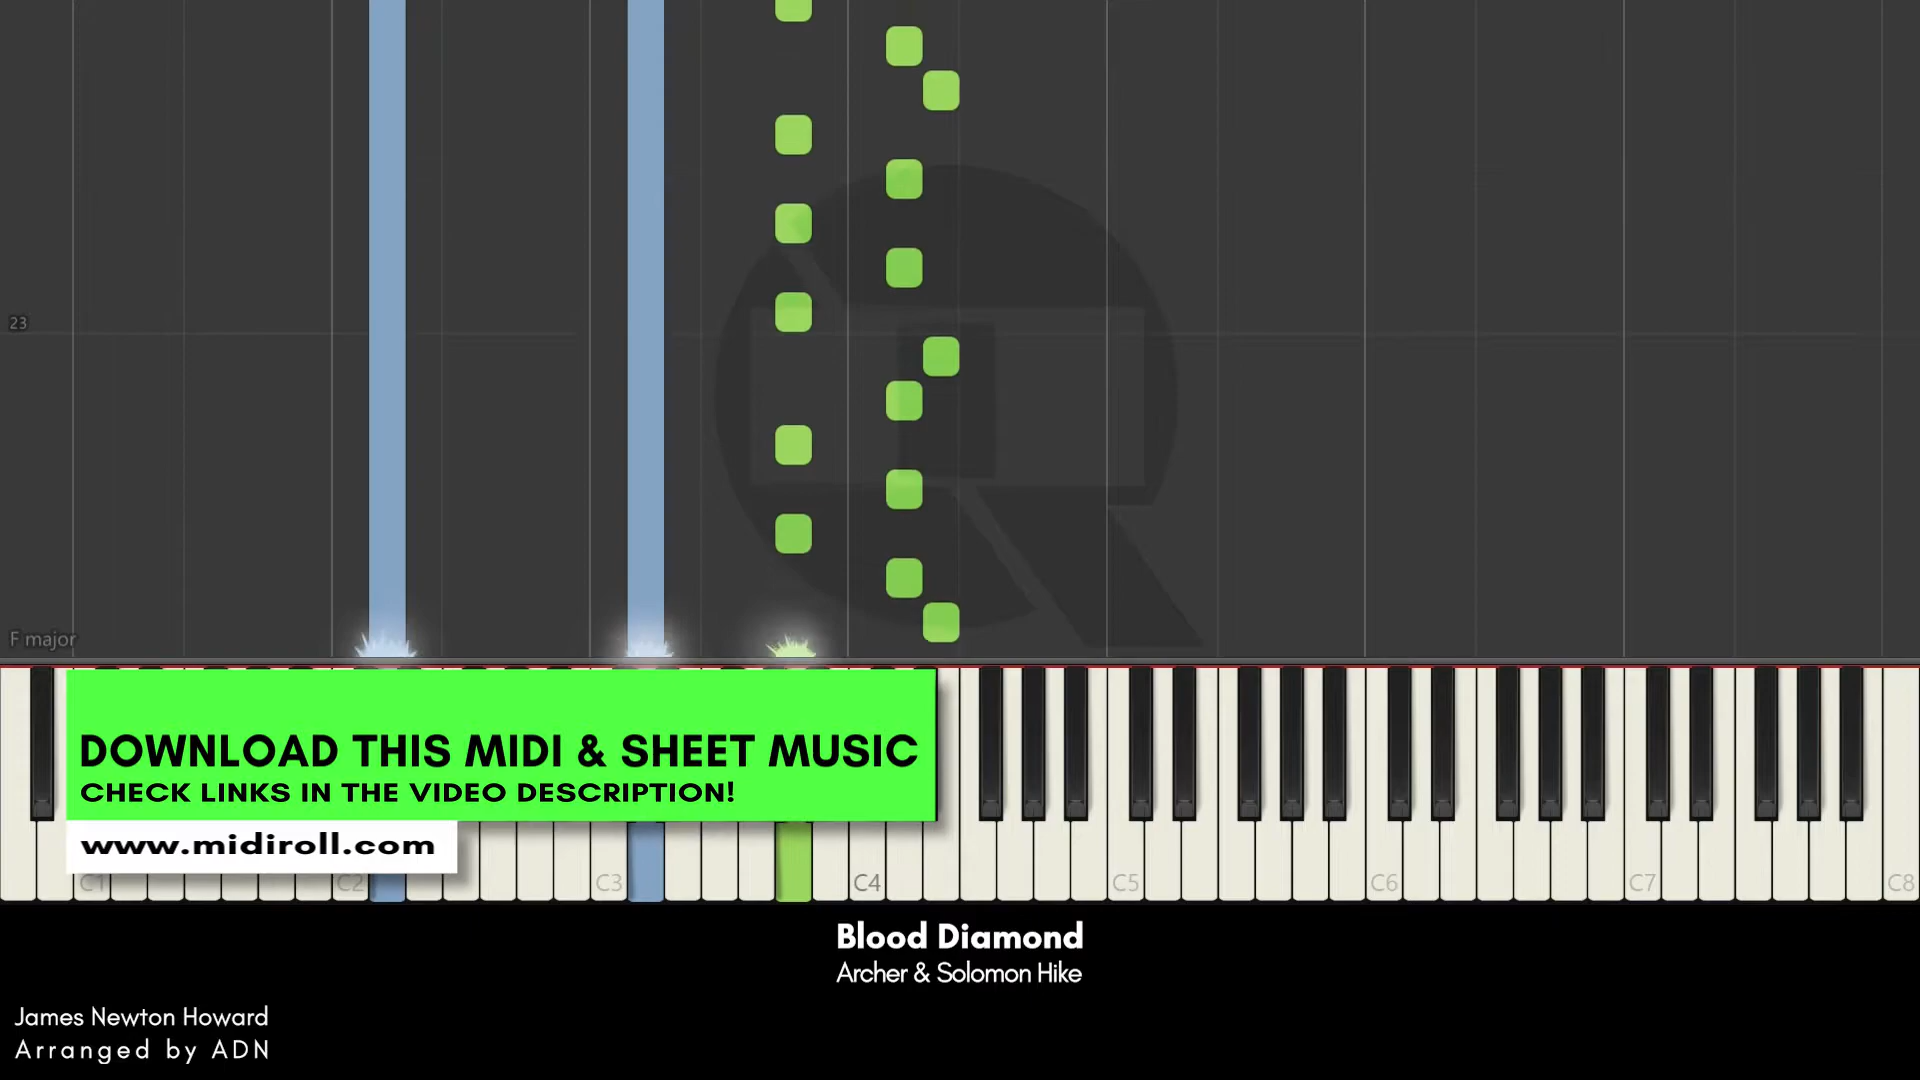 23
F major
DOWNLOAD THIS MIDI & SHEET MUSIC
CHECK LINKS IN THE VIDEO DESCRIPTION!
www.midiroll.com
C1 C2 C3 C4 C5 C6 C7 C8
Blood Diamond
Archer & Solomon Hike
James Newton Howard
Arranged by ADN